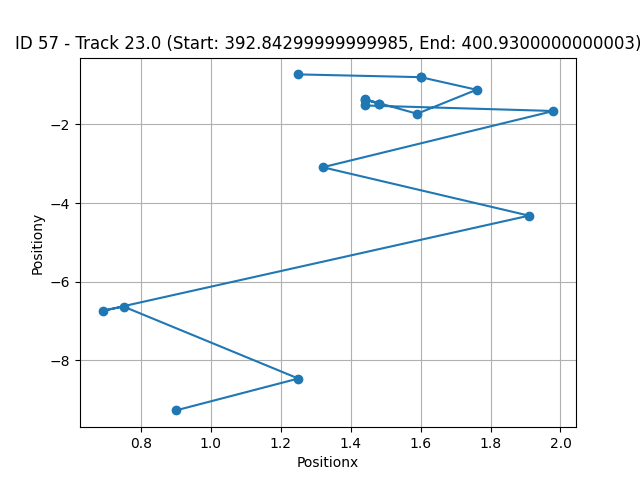 ID 57 - Track 23.0 (Start: 392.84299999999985, End: 400.9300000000003)
−2
−4
−6
−8
Positiony
0.8 1.0 1.2 1.4 1.6 1.8 2.0
Positionx